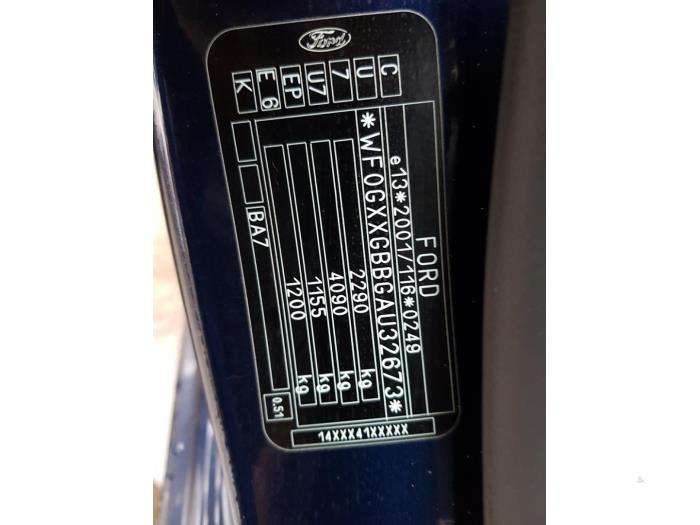 Ford
FORD
e13*2001/116*0249
*WF0GXXGBBGAU32673*
2290 kg
4090 kg
1155 kg
1200 kg
C
U
7
U7
EP
E 6
K
BA7
0.51
14XXX41XXXXX